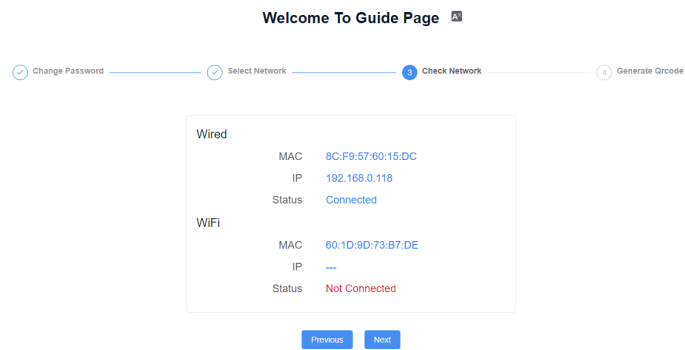 Welcome To Guide Page
Change Password
Select Network
3 Check Network
4 Generate Qrcode
Wired
MAC 8C:F9:57:60:15:DC
IP 192.168.0.118
Status Connected
WiFi
MAC 60:1D:9D:73:B7:DE
IP ---
Status Not Connected
Previous Next